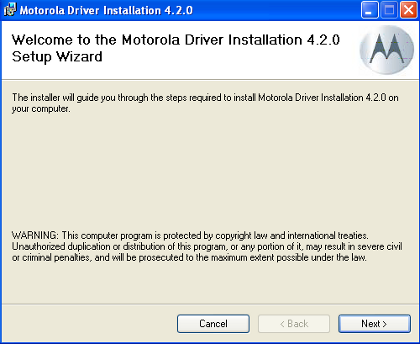 Motorola Driver Installation 4.2.0
Welcome to the Motorola Driver Installation 4.2.0
Setup Wizard
The installer will guide you through the steps required to install Motorola Driver Installation 4.2.0 on
your computer.
WARNING: This computer program is protected by copyright law and international treaties.
Unauthorized duplication or distribution of this program, or any portion of it, may result in severe civil
or criminal penalties, and will be prosecuted to the maximum extent possible under the law.
Cancel < Back Next >